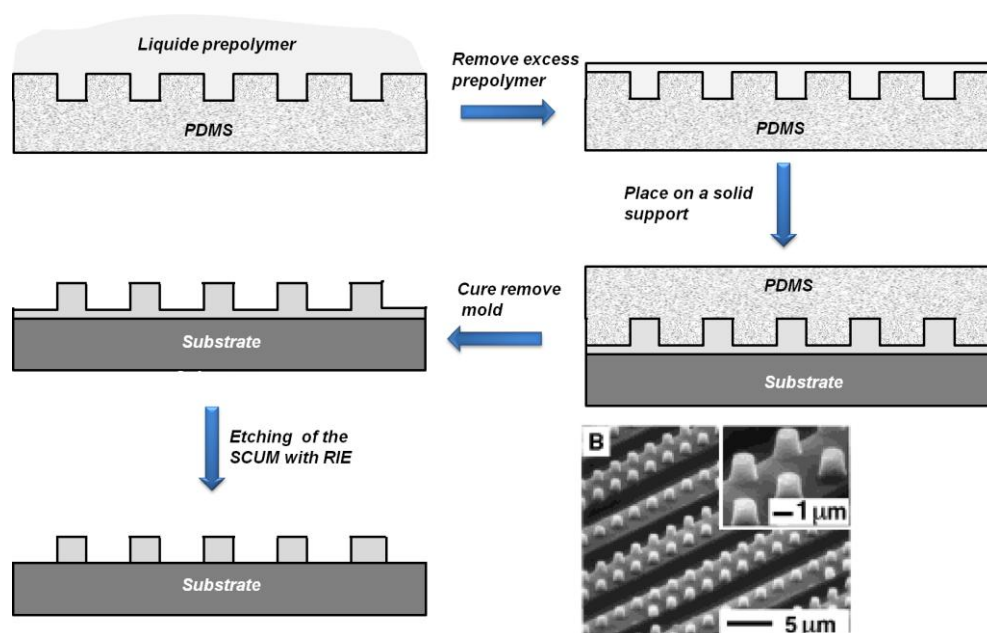 Liquide prepolymer
PDMS
Remove excess
prepolymer
PDMS
Place on a solid
support
PDMS
Substrate
Cure remove
mold
Substrate
Etching of the
SCUM with RIE
Substrate
B
1 µm
5 µm